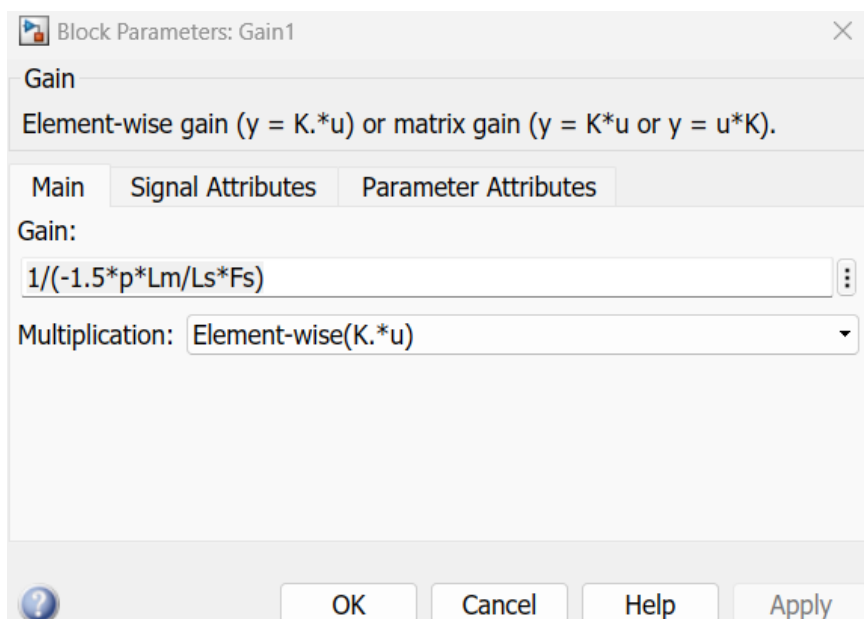 Block Parameters: Gain1
Gain
Element-wise gain (y = K.*u) or matrix gain (y = K*u or y = u*K).
Main Signal Attributes Parameter Attributes
Gain:
1/(-1.5*p*Lm/Ls*Fs)
Multiplication: Element-wise(K.*u)
OK Cancel Help Apply